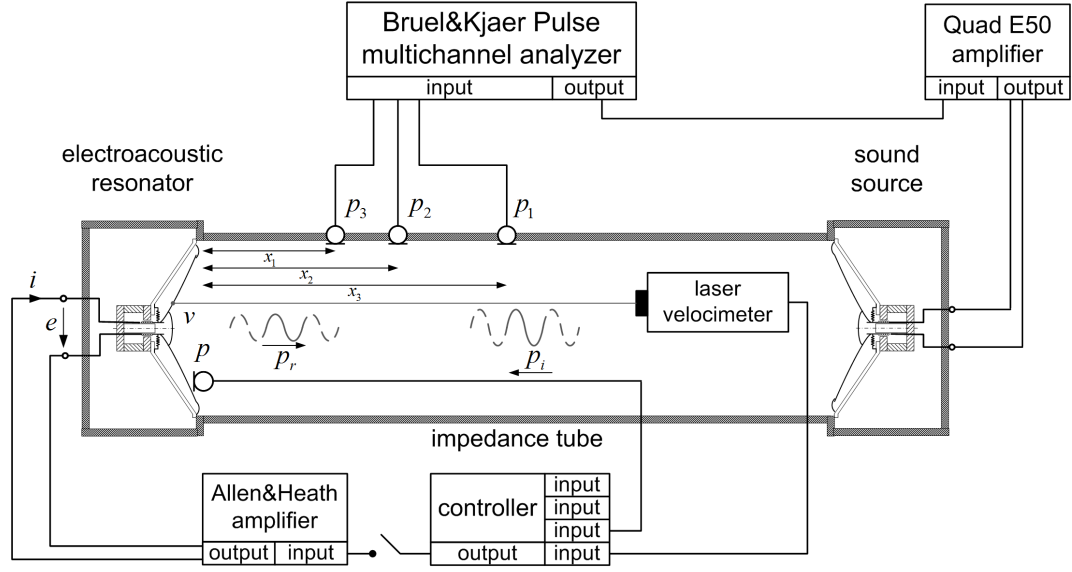 Bruel&Kjaer Pulse
multichannel analyzer
input
output
Quad E50
amplifier
input
output
electroacoustic
resonator
sound
source
p3
p2
p1
x1
x2
x3
i
e
v
laser
velocimeter
p
pr
pi
impedance tube
Allen&Heath
amplifier
output
input
controller
input
input
input
output
input